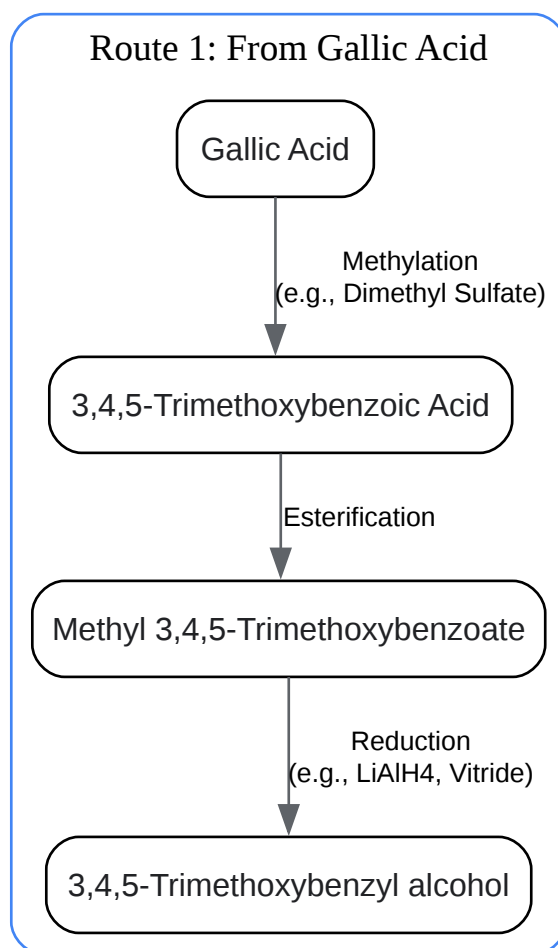 Route 1: From Gallic Acid
Gallic Acid
Methylation
(e.g., Dimethyl Sulfate)
3,4,5-Trimethoxybenzoic Acid
Esterification
Methyl 3,4,5-Trimethoxybenzoate
Reduction
(e.g., LiAlH4, Vitride)
3,4,5-Trimethoxybenzyl alcohol